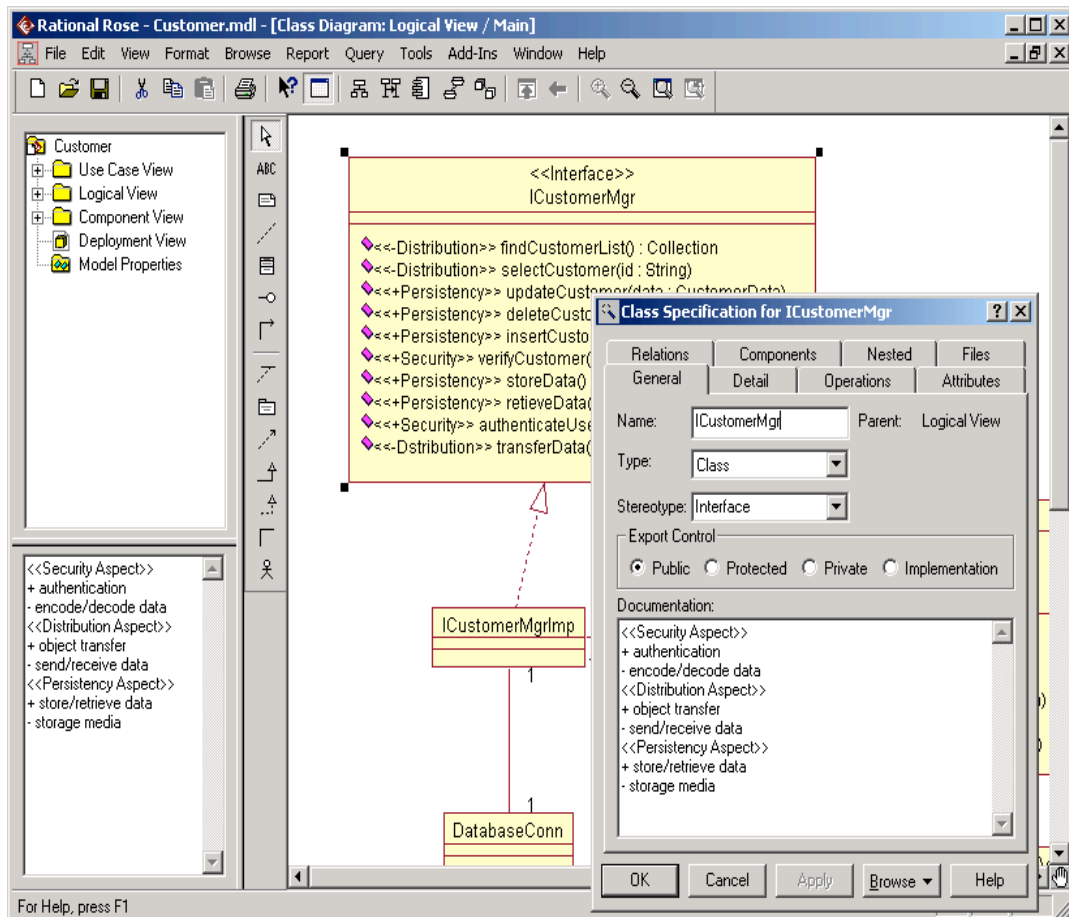 Rational Rose - Customer.mdl - [Class Diagram: Logical View / Main]
File Edit View Format Browse Report Query Tools Add-Ins Window Help
Customer
Use Case View
Logical View
Component View
Deployment View
Model Properties
<<Security Aspect>>
+ authentication
- encode/decode data
<<Distribution Aspect>>
+ object transfer
- send/receive data
<<Persistency Aspect>>
+ store/retrieve data
- storage media
ABC
<<Interface>>
ICustomerMgr
<<-Distribution>> findCustomerList() : Collection
<<-Distribution>> selectCustomer(id : String)
<<+Persistency>> updateCustomer(data : CustomerData)
<<+Persistency>> deleteCusto
<<+Persistency>> insertCusto
<<+Security>> verifyCustomer(
<<+Persistency>> storeData()
<<+Persistency>> retieveData(
<<+Security>> authenticateUse
<<-Dstribution>> transferData(
ICustomerMgrImp
1
1
DatabaseConn
Class Specification for ICustomerMgr
Relations Components Nested Files
General Detail Operations Attributes
Name: ICustomerMgr Parent: Logical View
Type: Class
Stereotype: Interface
Export Control
Public Protected Private Implementation
Documentation:
<<Security Aspect>>
+ authentication
- encode/decode data
<<Distribution Aspect>>
+ object transfer
- send/receive data
<<Persistency Aspect>>
+ store/retrieve data
- storage media
OK Cancel Apply Browse Help
For Help, press F1